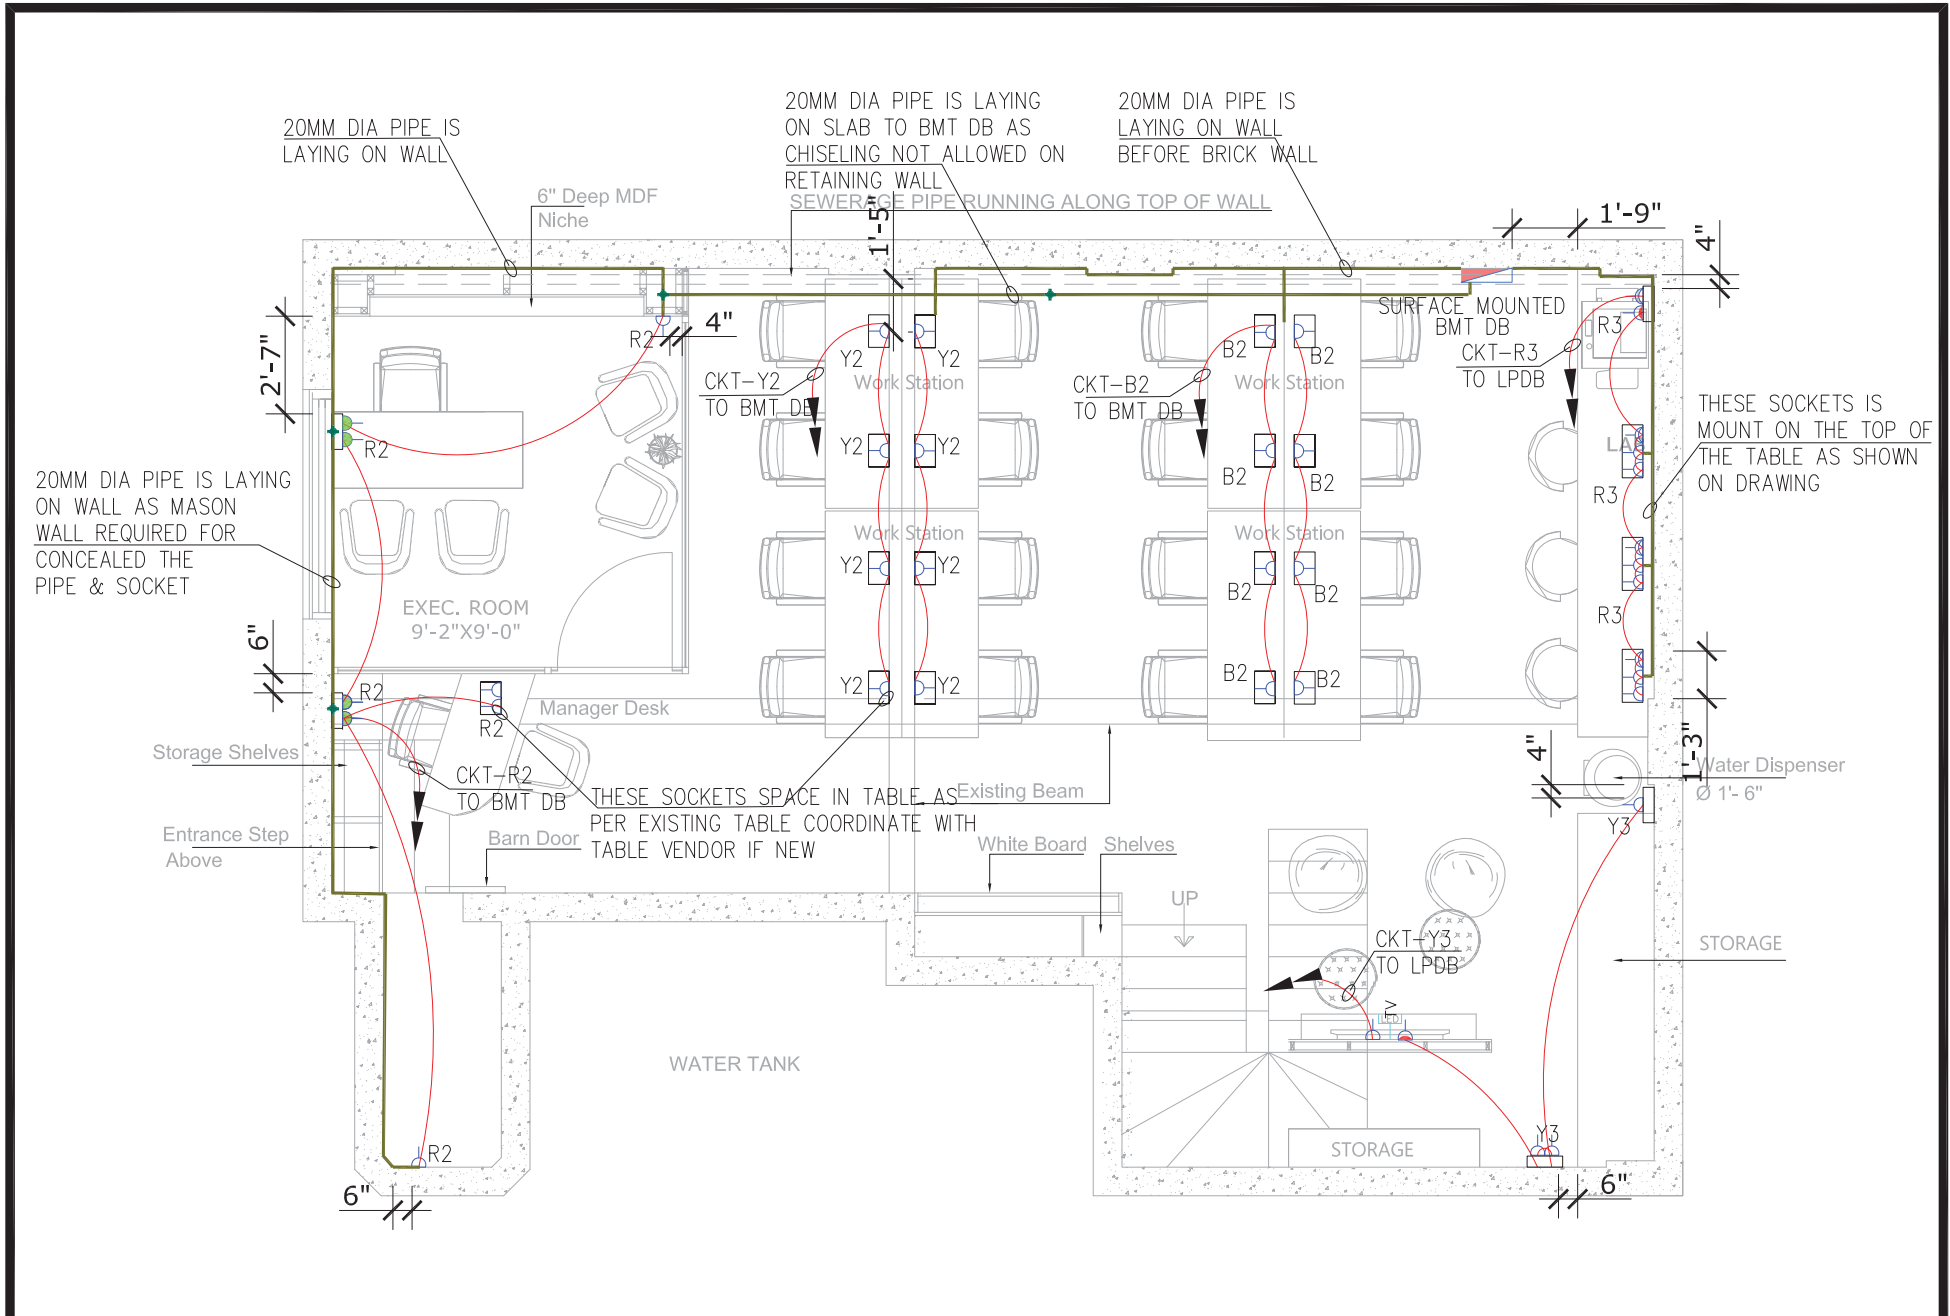 20MM DIA PIPE IS
LAYING ON WALL
20MM DIA PIPE IS LAYING
ON SLAB TO BMT DB AS
CHISELING NOT ALLOWED ON
RETAINING WALL
20MM DIA PIPE IS
LAYING ON WALL
BEFORE BRICK WALL
6" Deep MDF
Niche
SEWERAGE PIPE RUNNING ALONG TOP OF WALL
1'-5"
1'-9"
4"
SURFACE MOUNTED
BMT DB
R2
4"
2'-7"
Y2
Y2
B2
B2
R3
CKT-R3
TO LPDB
CKT-Y2
TO BMT DB
Work Station
CKT-B2
TO BMT DB
Work Station
THESE SOCKETS IS
MOUNT ON THE TOP OF
THE TABLE AS SHOWN
ON DRAWING
R2
Y2
Y2
B2
B2
R3
20MM DIA PIPE IS LAYING
ON WALL AS MASON
WALL REQUIRED FOR
CONCEALED THE
PIPE & SOCKET
Work Station
Work Station
Y2
Y2
B2
B2
R3
EXEC. ROOM
9'-2"X9'-0"
6"
R2
R2
Manager Desk
Y2
Y2
B2
B2
1'-3"
Storage Shelves
CKT-R2
TO BMT DB
THESE SOCKETS SPACE IN TABLE AS
PER EXISTING TABLE COORDINATE WITH
TABLE VENDOR IF NEW
Existing Beam
4"
Water Dispenser
Ø 1'- 6"
Y3
Entrance Step
Above
Barn Door
White Board
Shelves
UP
CKT-Y3
TO LPDB
STORAGE
TV
LED
WATER TANK
R2
STORAGE
Y3
6"
6"